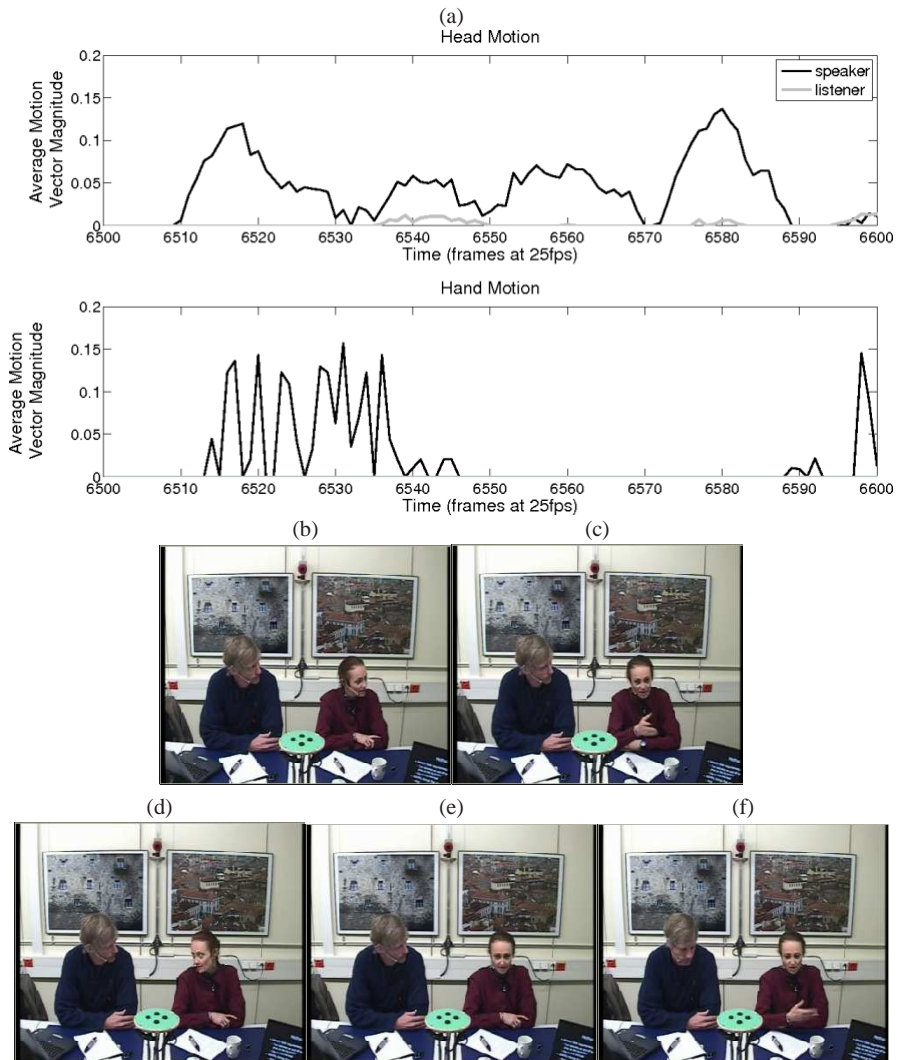 (a)
Head Motion
Average Motion
Vector Magnitude
0.2
0.15
0.1
0.05
0
speaker
listener
6500 6510 6520 6530 6540 6550 6560 6570 6580 6590 6600
Time (frames at 25fps)
Hand Motion
Average Motion
Vector Magnitude
0.2
0.15
0.1
0.05
0
6500 6510 6520 6530 6540 6550 6560 6570 6580 6590 6600
Time (frames at 25fps)
(b) (c)
(d) (e) (f)